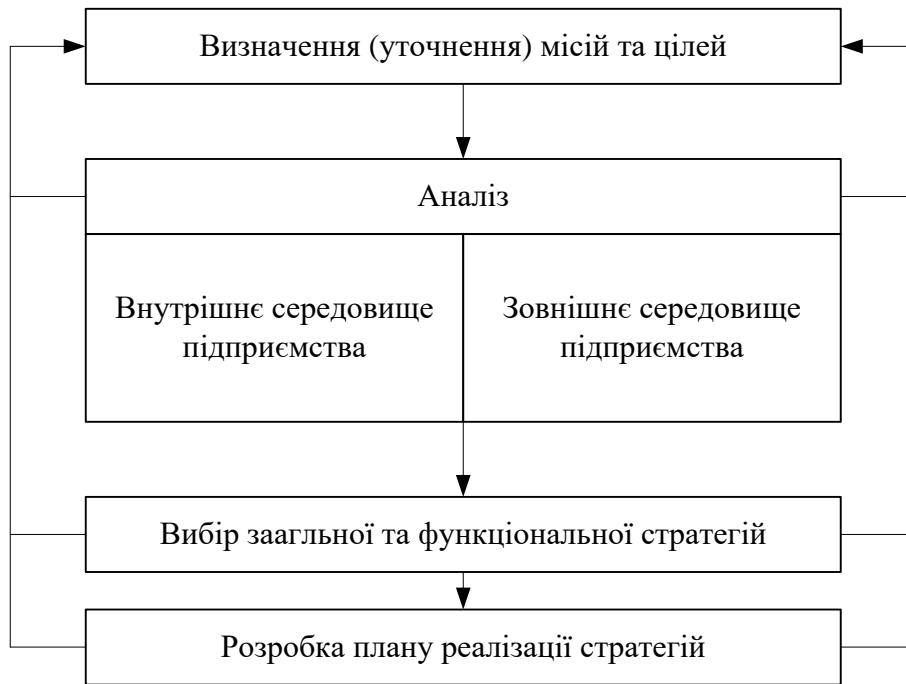 Визначення (уточнення) місій та цілей
Аналіз
Внутрішнє середовище
підприємства
Зовнішнє середовище
підприємства
Вибір заагльної та функціональної стратегій
Розробка плану реалізації стратегій